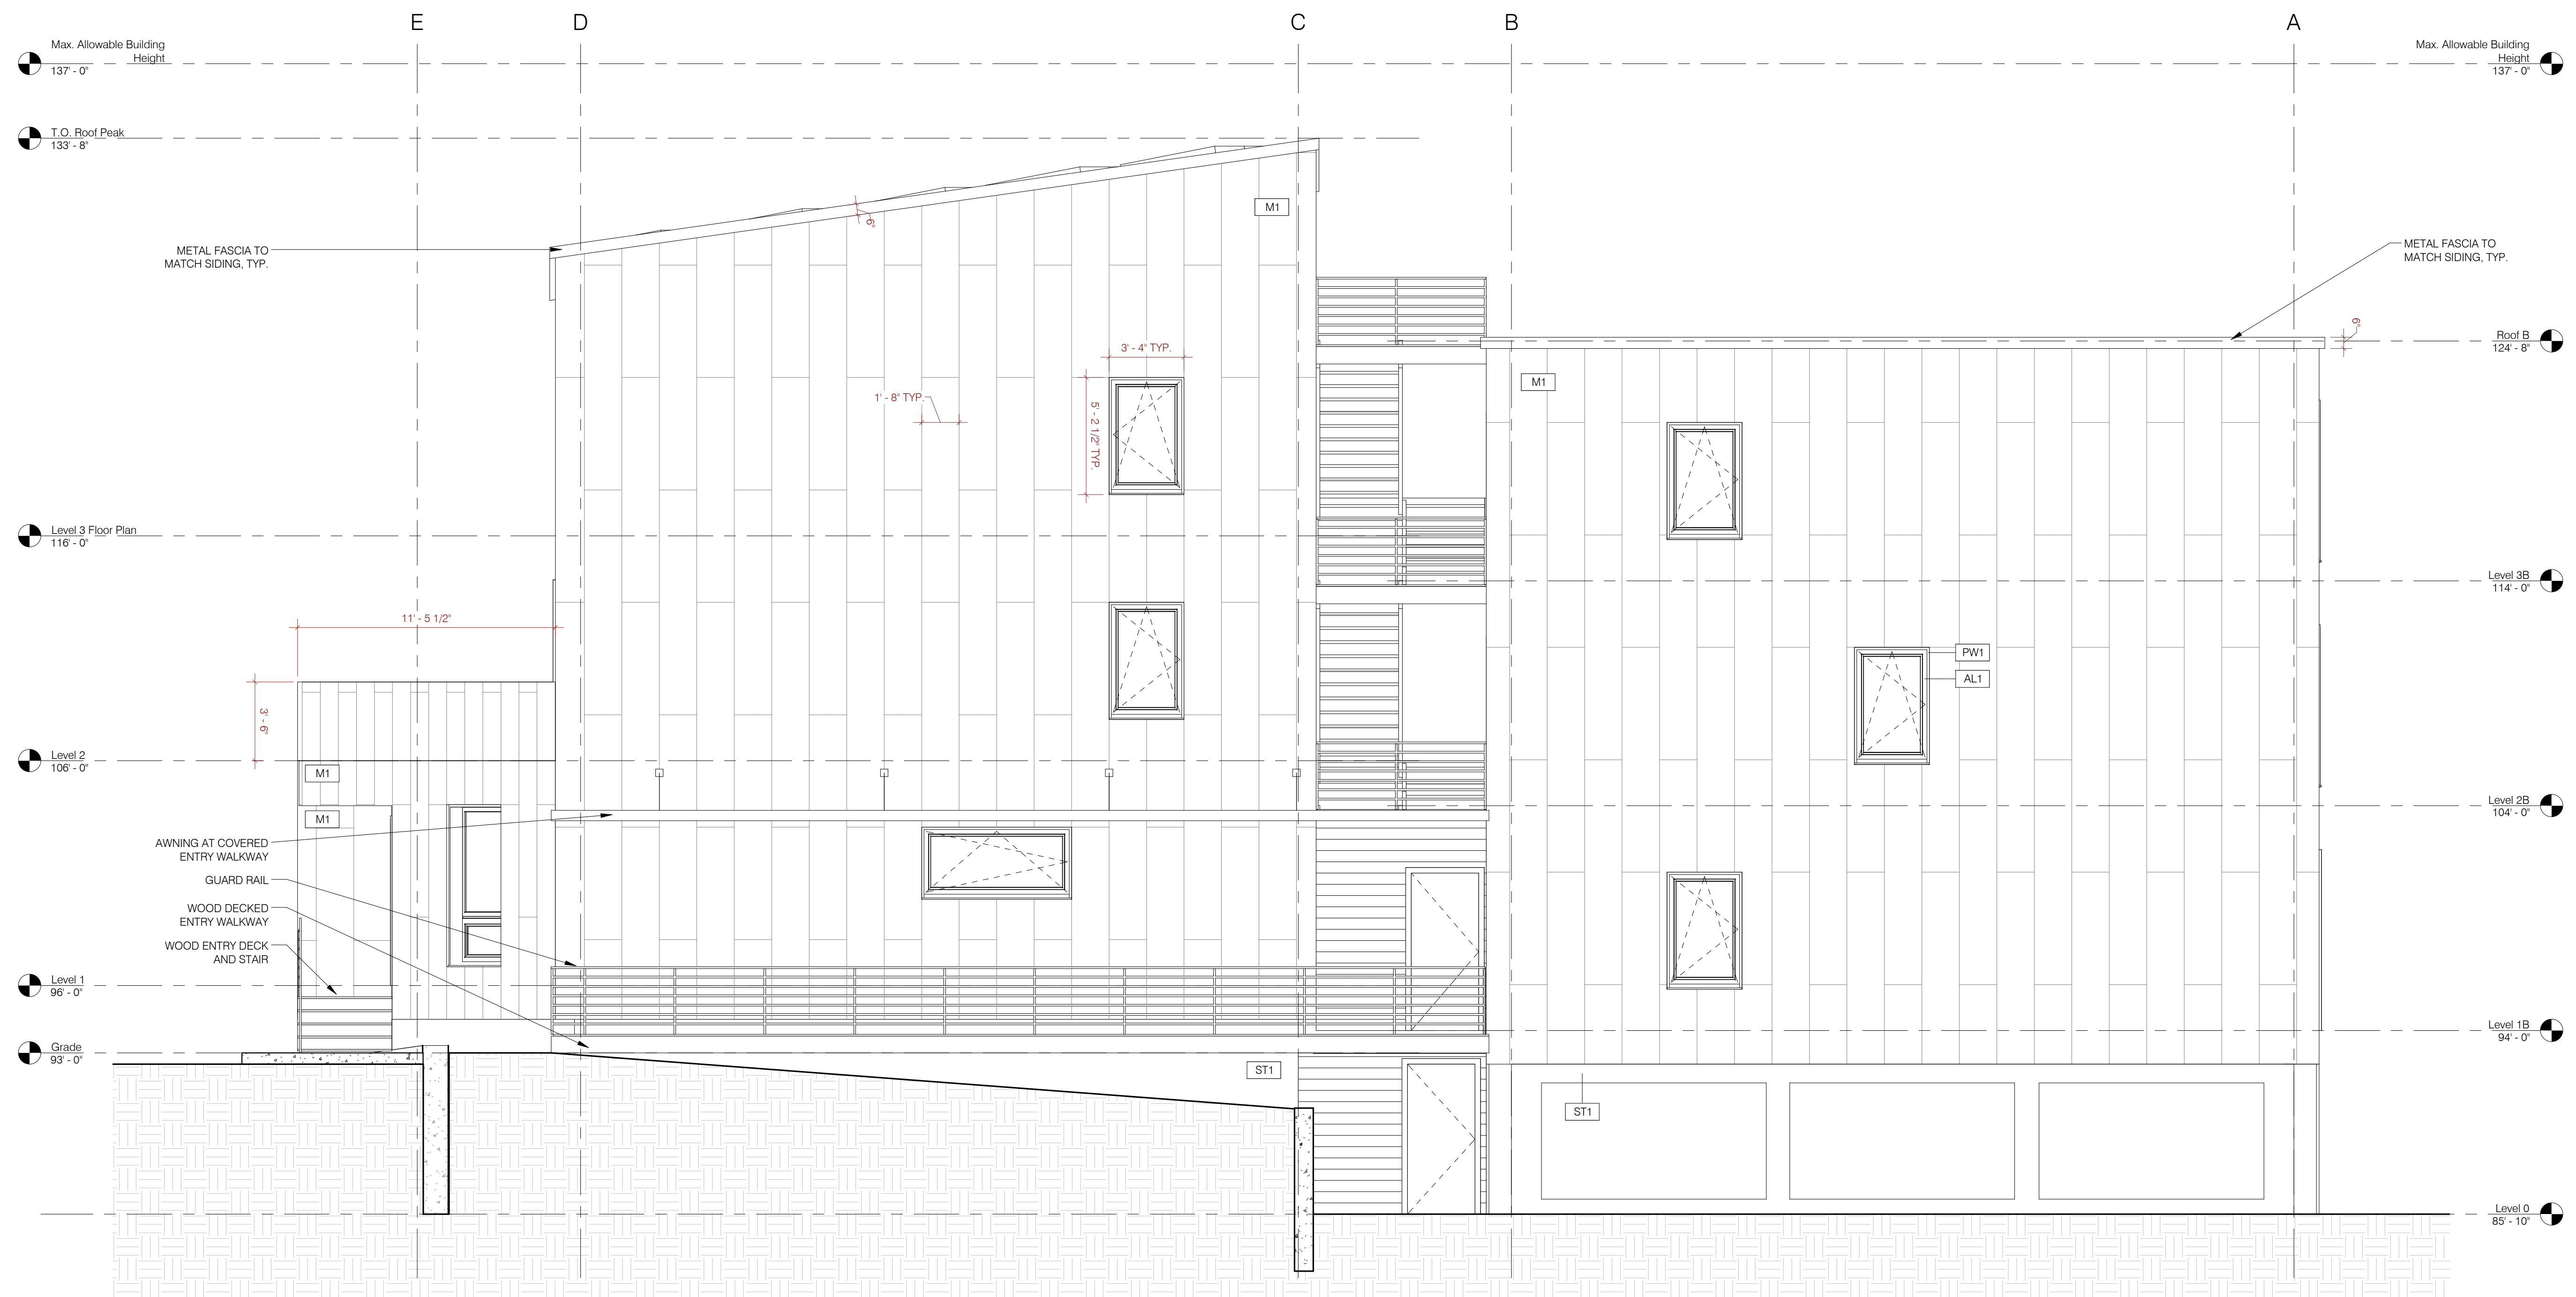 E
D
C
B
A
Max. Allowable Building
Height
137' - 0"
Max. Allowable Building
Height
137' - 0"
T.O. Roof Peak
133' - 8"
M1
6"
METAL FASCIA TO
MATCH SIDING, TYP.
METAL FASCIA TO
MATCH SIDING, TYP.
6"
Roof B
124' - 8"
3' - 4" TYP.
M1
1' - 8" TYP.
5' - 2 1/2" TYP.
Level 3 Floor Plan
116' - 0"
Level 3B
114' - 0"
11' - 5 1/2"
PW1
AL1
3' - 6"
Level 2
106' - 0"
M1
Level 2B
104' - 0"
M1
AWNING AT COVERED
ENTRY WALKWAY
GUARD RAIL
WOOD DECKED
ENTRY WALKWAY
WOOD ENTRY DECK
AND STAIR
Level 1
96' - 0"
Level 1B
94' - 0"
Grade
93' - 0"
ST1
ST1
Level 0
85' - 10"